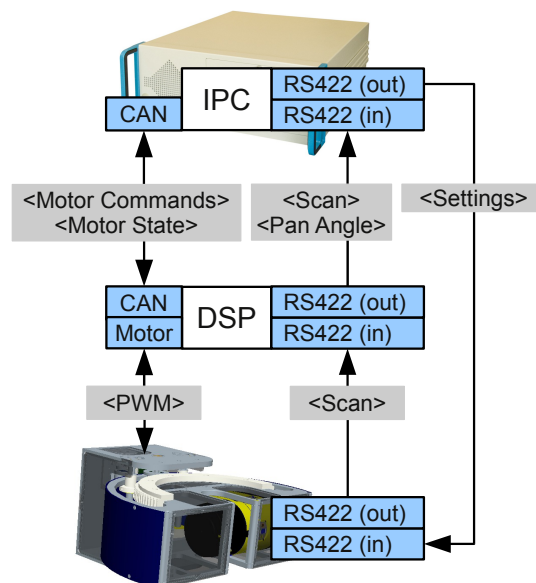 IPC
RS422 (out)
CAN
RS422 (in)
<Motor Commands>
<Motor State>
<Scan>
<Pan Angle>
<Settings>
CAN
DSP
RS422 (out)
Motor
RS422 (in)
<PWM>
<Scan>
RS422 (out)
RS422 (in)